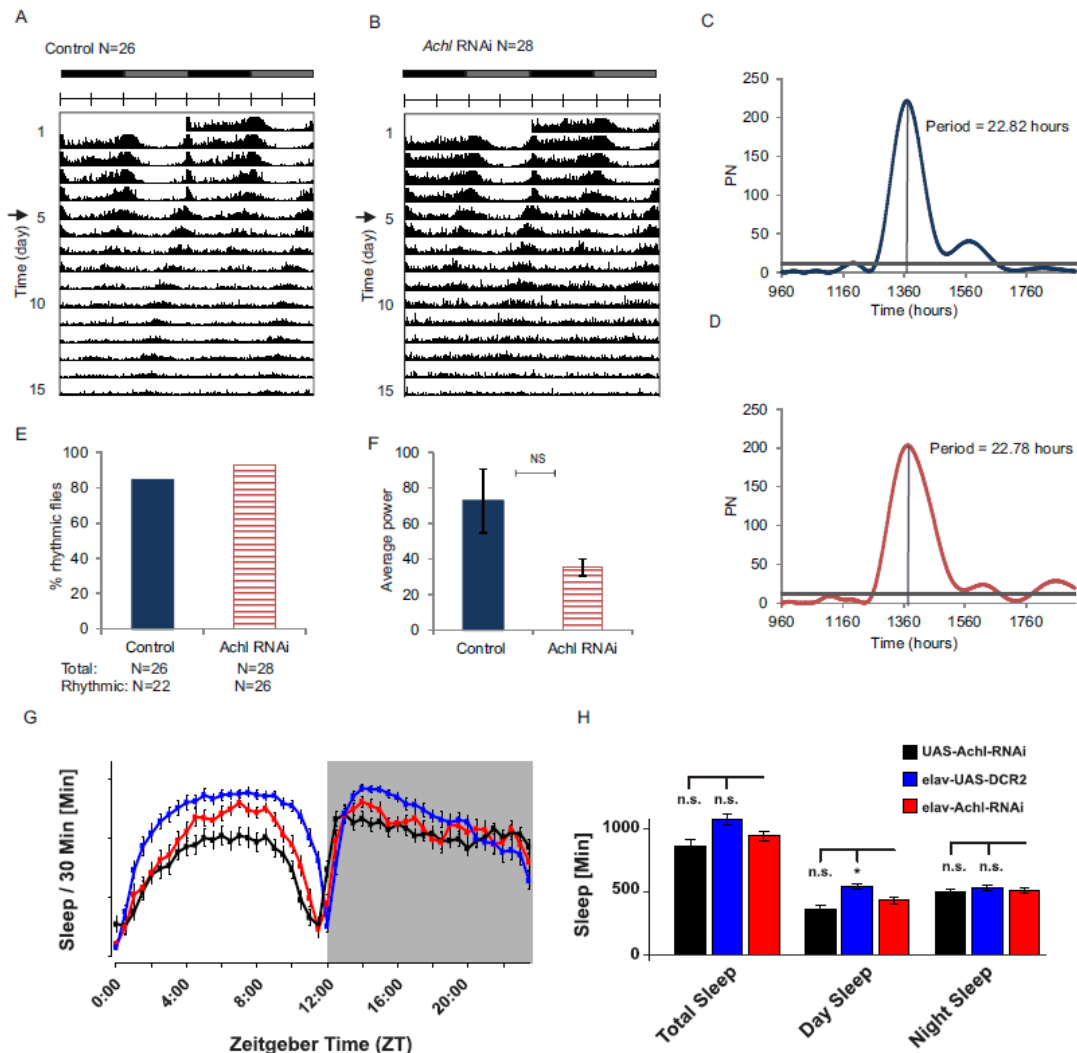 A
Control N=26
1
5
10
15
Time (day)
B
Achl RNAi N=28
1
5
10
15
Time (day)
C
250
200
150
100
50
0
PN
Period = 22.82 hours
960 1160 1360 1560 1760
Time (hours)
D
250
200
150
100
50
0
PN
Period = 22.78 hours
960 1160 1360 1560 1760
Time (hours)
E
100
80
60
40
20
0
% rhythmic flies
Control Achl RNAi
Total: N=26 N=28
Rhythmic: N=22 N=26
F
100
80
60
40
20
0
Average power
NS
Control Achl RNAi
G
Sleep / 30 Min [Min]
0:00 4:00 8:00 12:00 16:00 20:00
Zeitgeber Time (ZT)
H
UAS-Achl-RNAi
elav-UAS-DCR2
elav-Achl-RNAi
n.s. n.s.
n.s. *
n.s. n.s.
1000
500
0
Sleep [Min]
Total Sleep
Day Sleep
Night Sleep